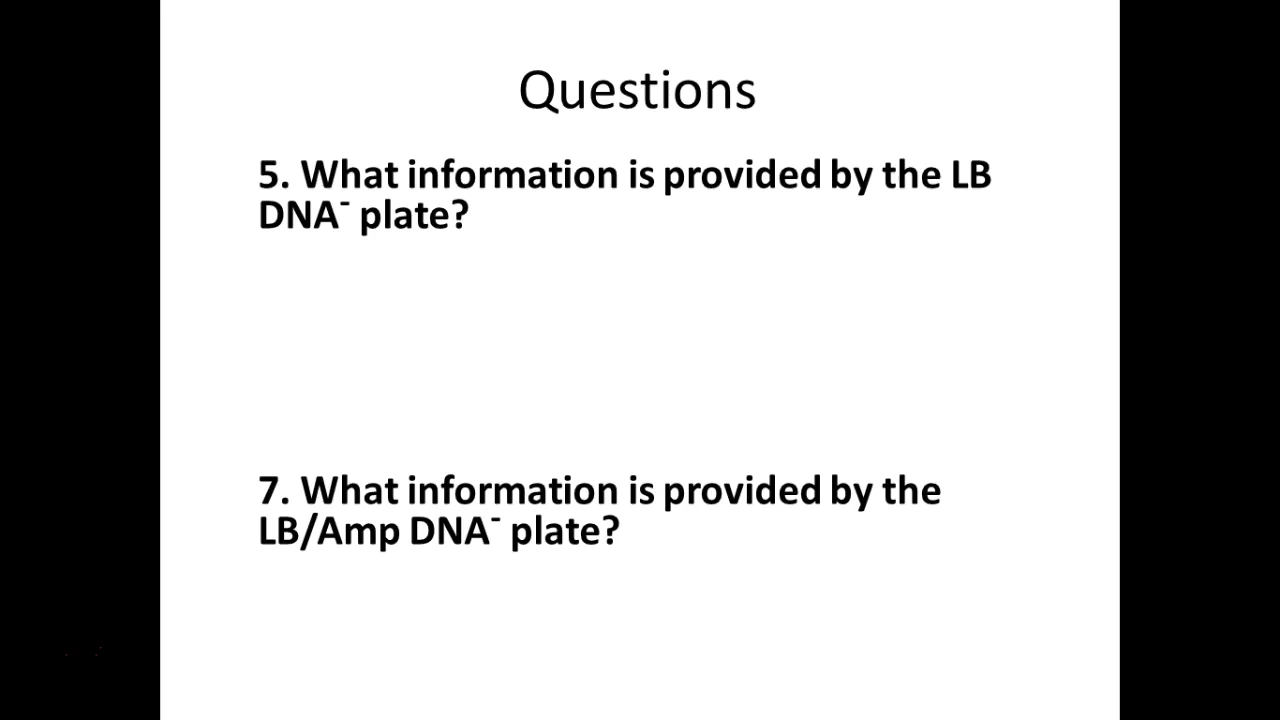 Questions
5. What information is provided by the LB
DNA⁻ plate?
7. What information is provided by the
LB/Amp DNA⁻ plate?